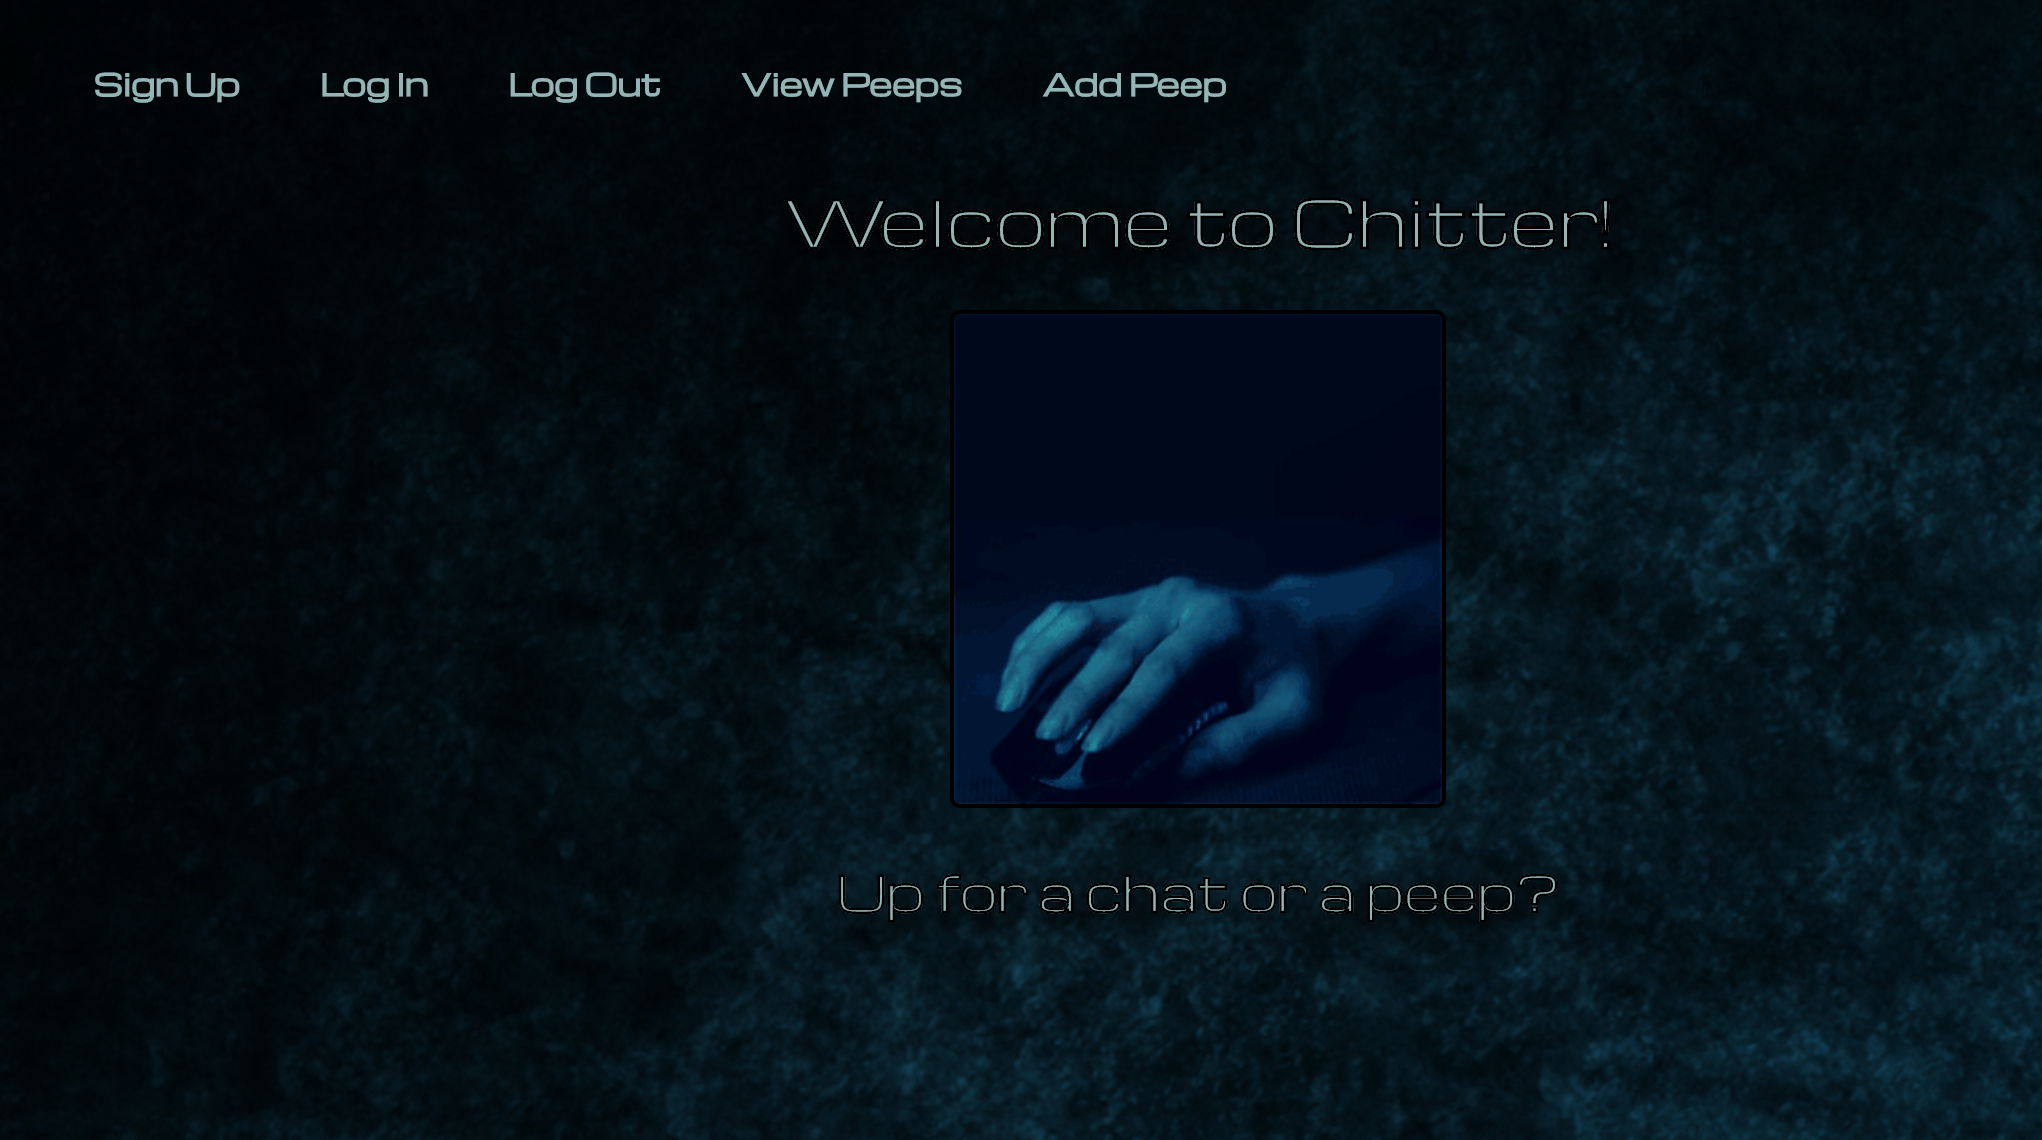 Sign Up Log In Log Out View Peeps Add Peep
Welcome to Chitter!
Up for a chat or a peep?